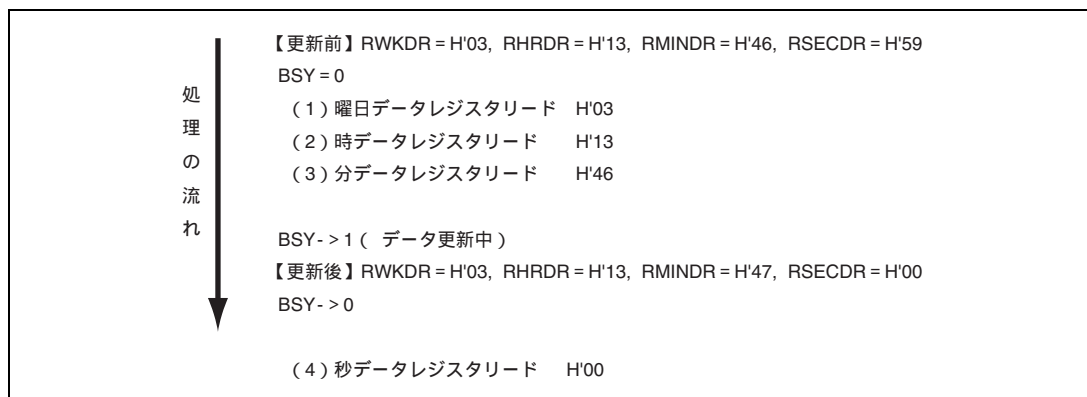 処理の流れ
【更新前】RWKDR = H'03, RHRDR = H'13, RMINDR = H'46, RSECDR = H'59
BSY = 0
（1）曜日データレジスタリード　H'03
（2）時データレジスタリード　H'13
（3）分データレジスタリード　H'46
BSY- > 1（ データ更新中）
【更新後】RWKDR = H'03, RHRDR = H'13, RMINDR = H'47, RSECDR = H'00
BSY- > 0
（4）秒データレジスタリード　H'00